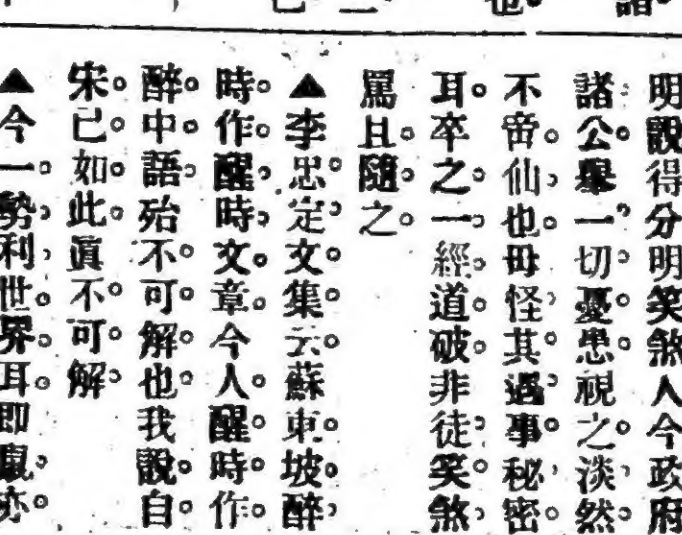 明說得分明笑煞人今政府
諸公舉一切憂患視之淡然
不啻仙也毋怪其遇事秘密
耳卒之一經道破非徒笑煞
罵且隨之
▲李忠定文集云蘇東坡醉
時作醒時文章今人醒時作
醉中語殆不可解也我說自
宋已如此眞不可解
▲今一勢利世界耳卽